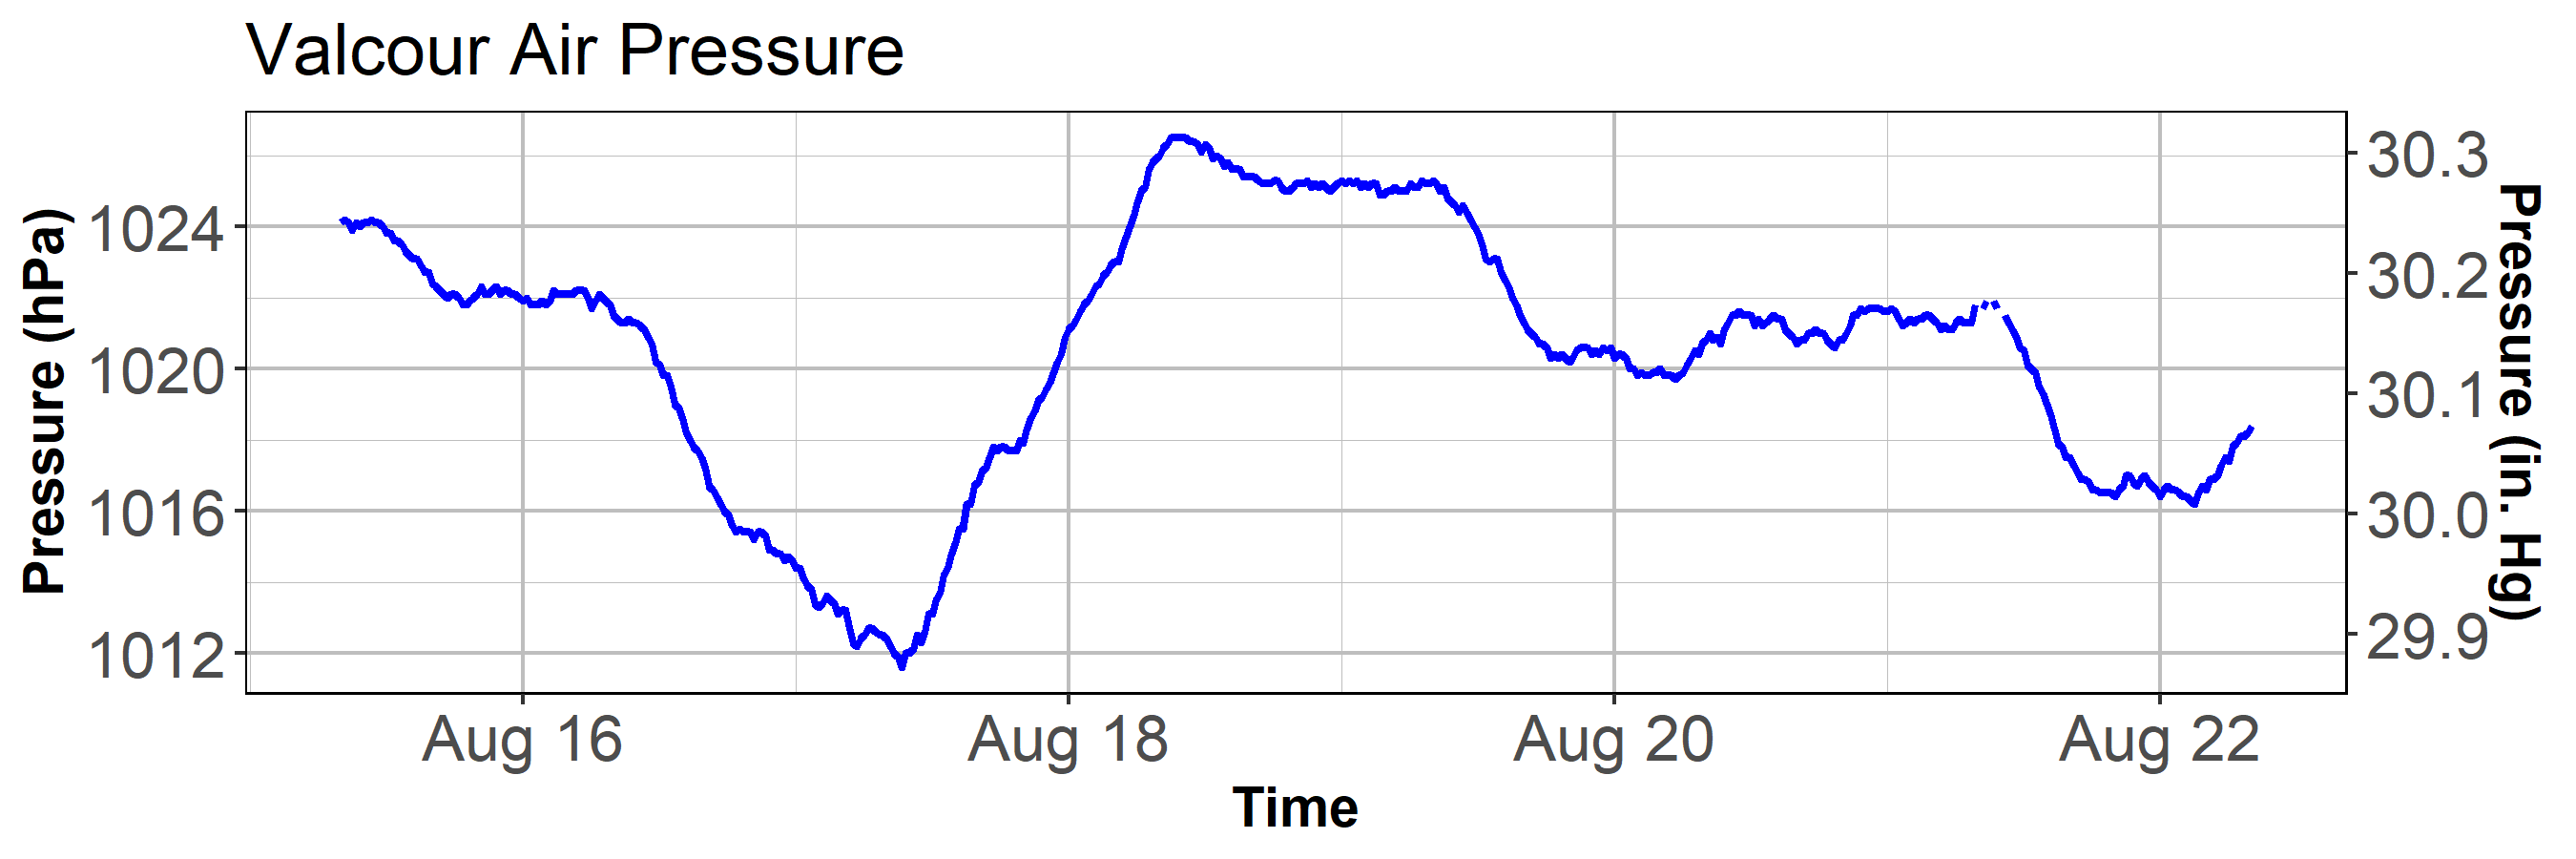 Valcour Air Pressure
Pressure (hPa)
1024
1020
1016
1012
30.3
30.2
30.1
30.0
29.9
Pressure (in. Hg)
Aug 16
Aug 18
Aug 20
Aug 22
Time